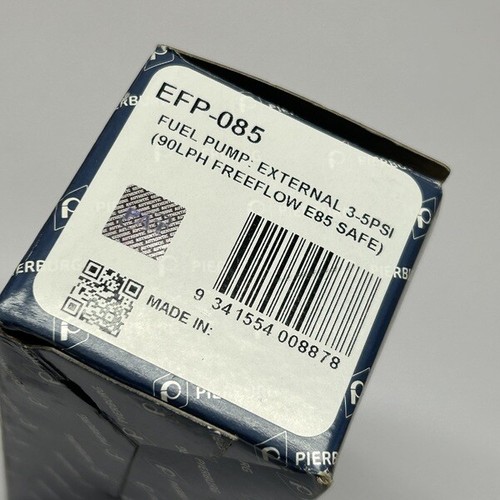 EFP-085
FUEL PUMP: EXTERNAL 3-5PSI
(90LPH FREEFLOW E85 SAFE)
9 341554 008878
MADE IN:
PIERBURG